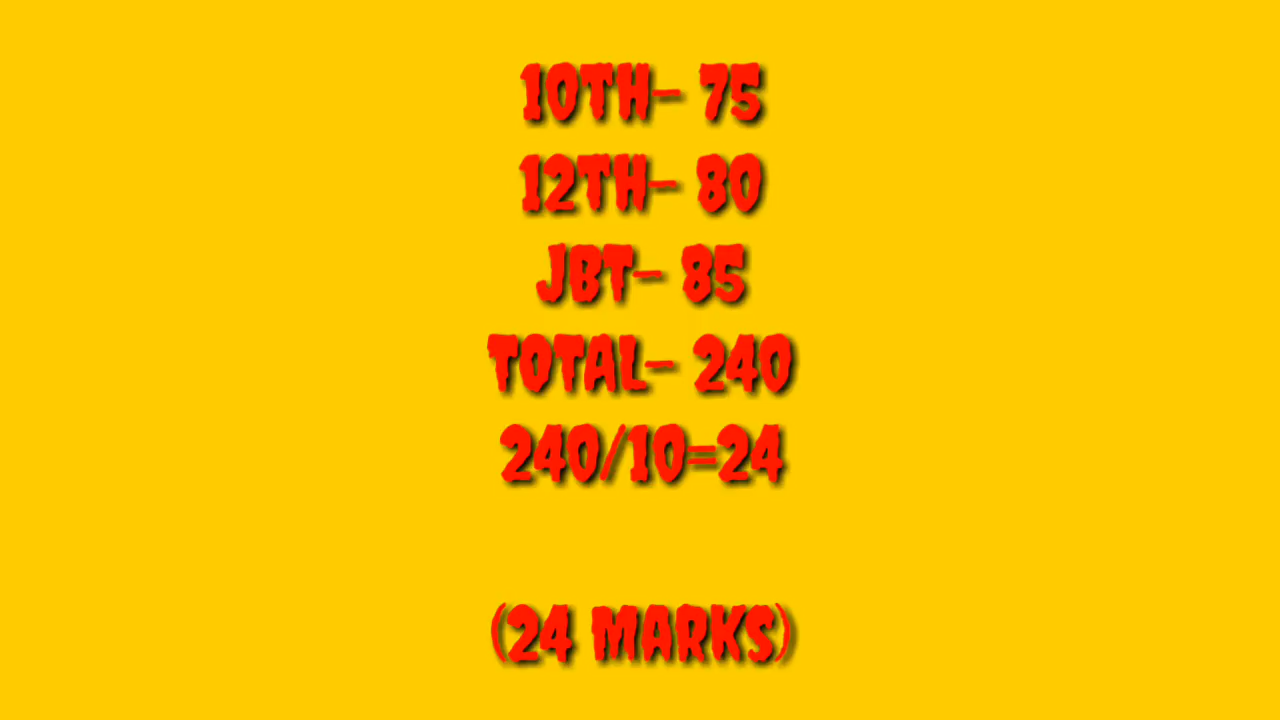 10TH- 75
12TH- 80
JBT- 85
TOTAL- 240
240/10=24
(24 MARKS)